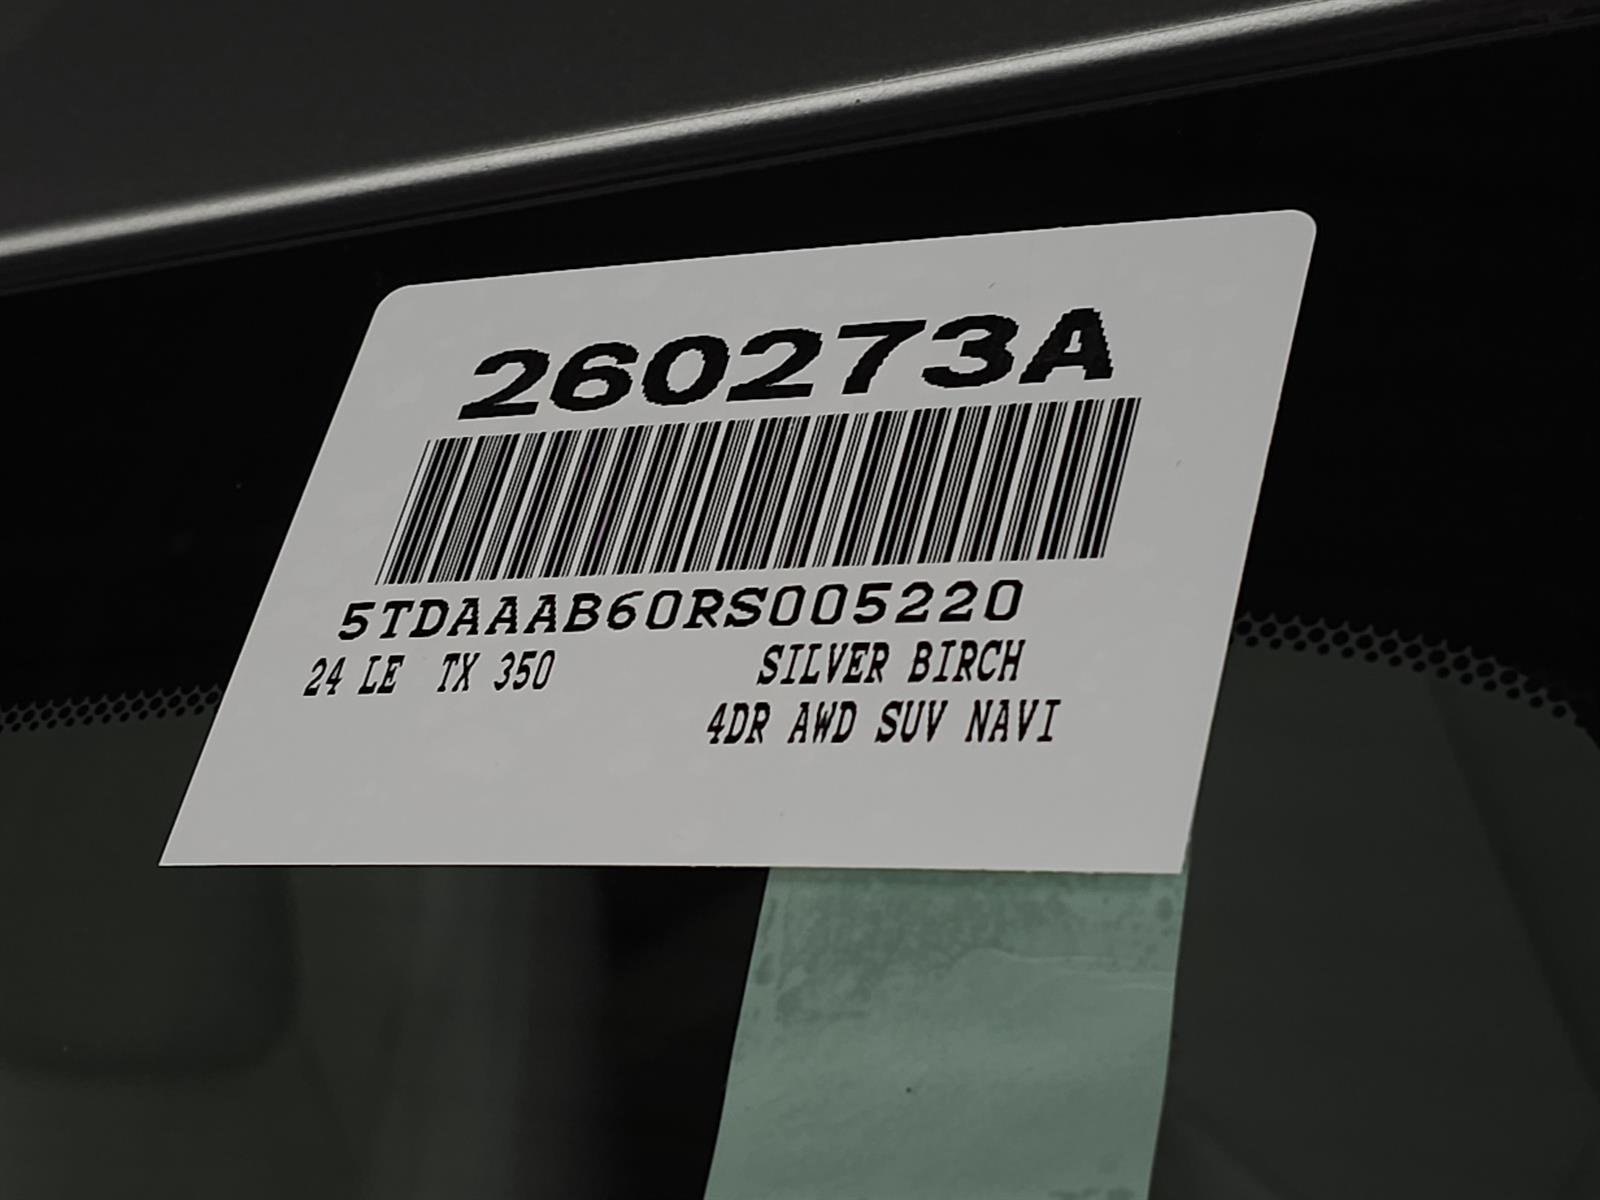 260273A
5TDAAAB60RS005220
24 LE TX 350 SILVER BIRCH
4DR AWD SUV NAVI